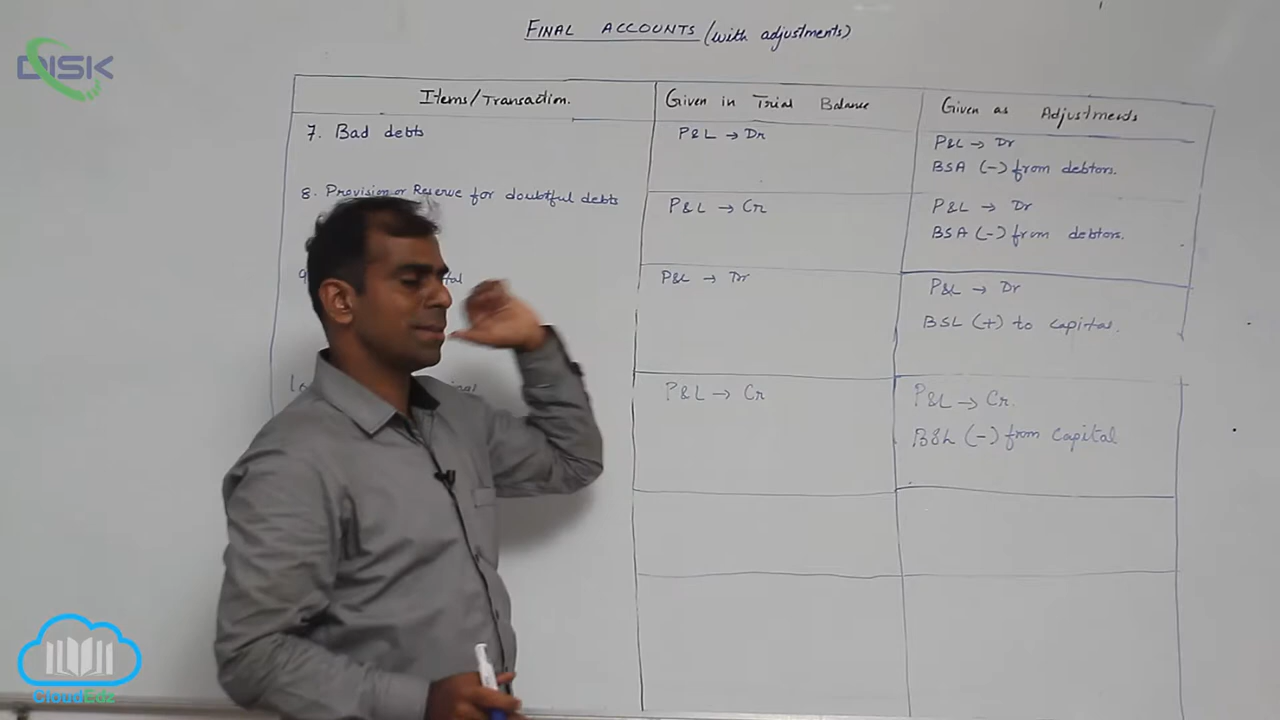 FINAL ACCOUNTS (with adjustments)
DISK
Items/Transaction. Given in Trial Balance Given as Adjustments
7. Bad debts P&L → Dr P&L → Dr
BSA (-) from debtors.
8. Provision or Reserve for doubtful debts P&L → Cr P&L → Dr
BSA (-) from debtors.
9 P&L → Dr P&L → Dr
BSL (+) to capital.
P&L → Cr P&L → Cr.
BSL (-) from Capital
CloudEdz